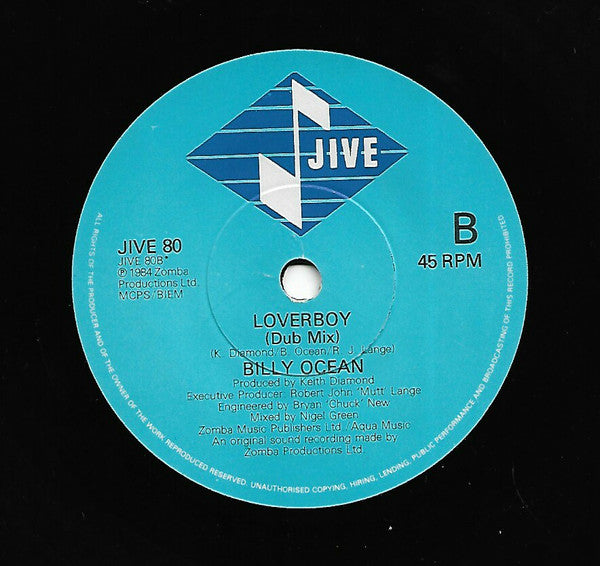 JIVE
JIVE 80
JIVE 80B*
℗ 1984 Zomba
Productions Ltd.
MCPS/BIEM
B
45 RPM
LOVERBOY
(Dub Mix)
(K. Diamond/B. Ocean/R. J. Lange)
BILLY OCEAN
Produced by Keith Diamond
Executive Producer: Robert John 'Mutt' Lange
Engineered by Bryan 'Chuck' New
Mixed by Nigel Green
Zomba Music Publishers Ltd/Aqua Music
An original sound recording made by
Zomba Productions Ltd
ALL RIGHTS OF THE PRODUCER AND OF THE OWNER OF THE WORK REPRODUCED RESERVED. UNAUTHORISED COPYING, HIRING, LENDING, PUBLIC PERFORMANCE AND BROADCASTING OF THIS RECORD PROHIBITED